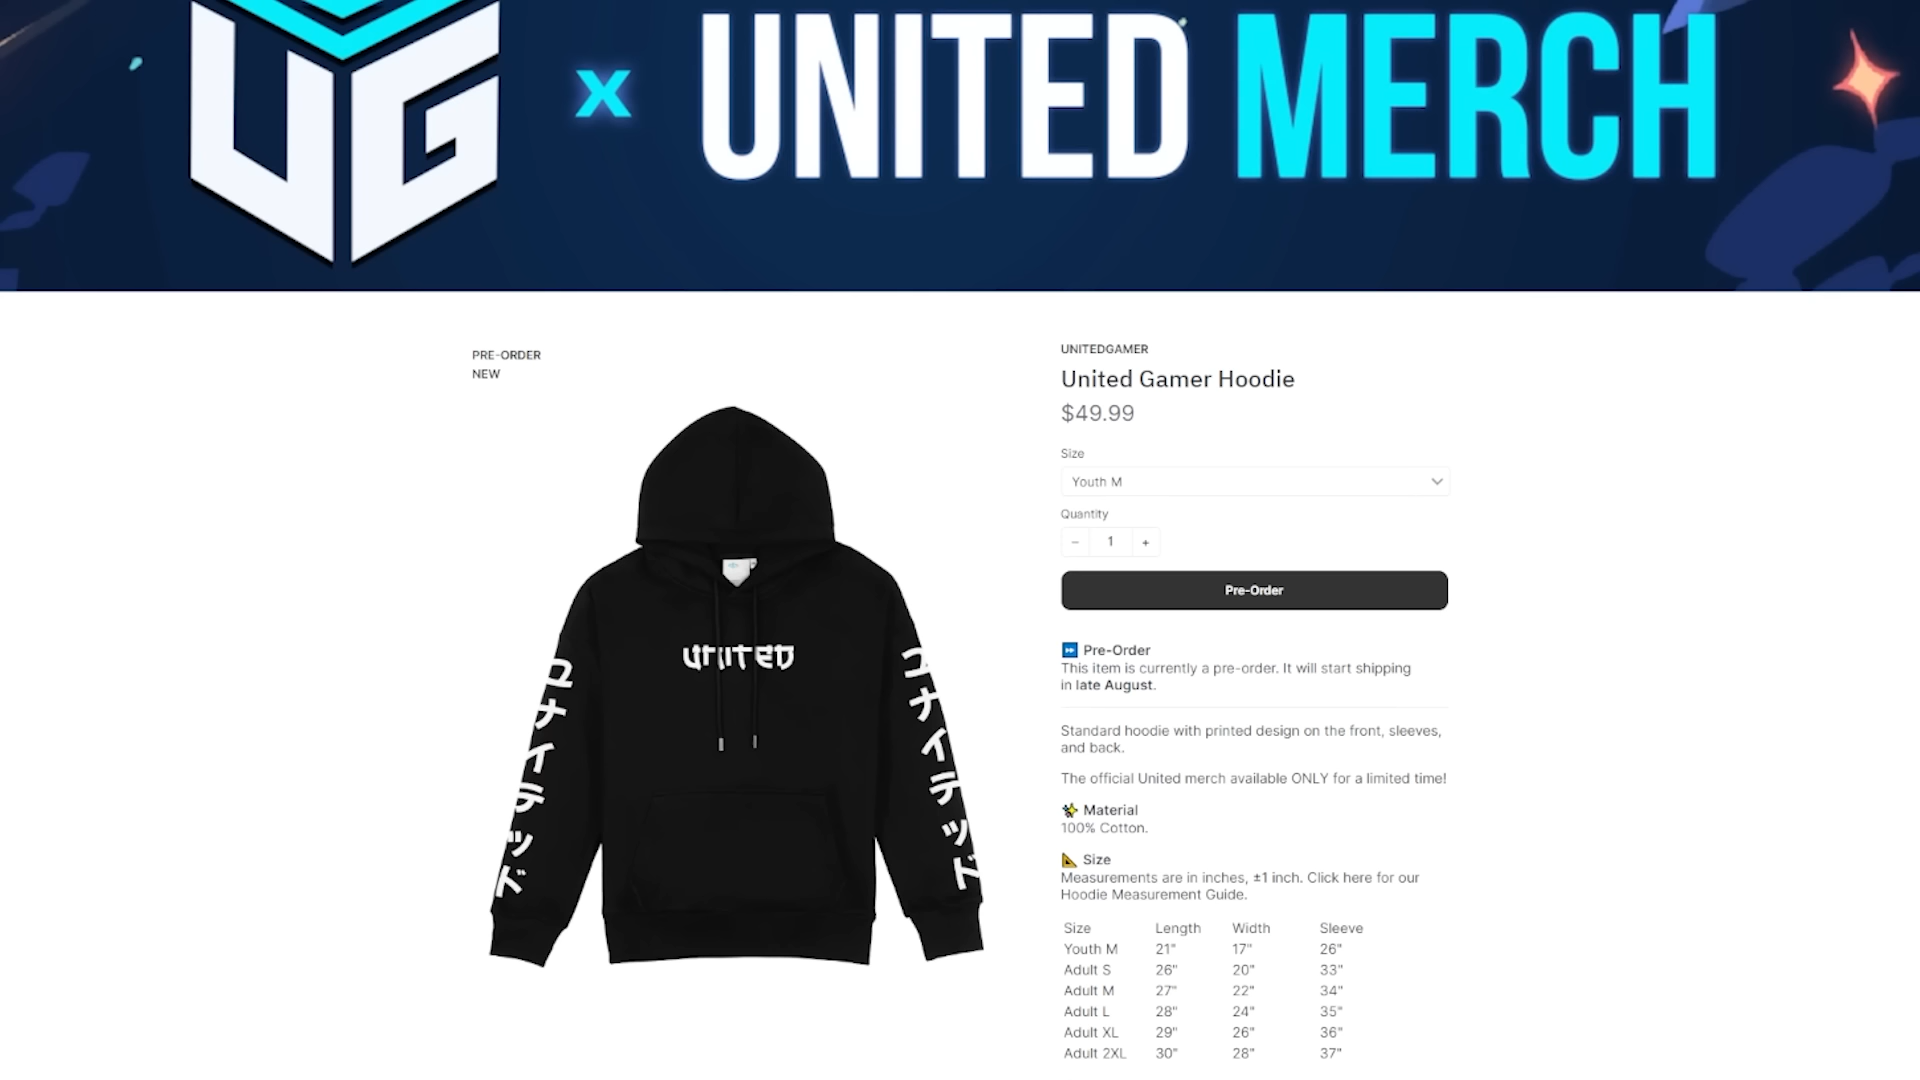 UG x UNITED MERCH
PRE-ORDER
NEW
UNITED
ユナイテッド
ユナイテッド
UNITEDGAMER
United Gamer Hoodie
$49.99
Size
Youth M
Quantity
− 1 +
Pre-Order
Pre-Order
This item is currently a pre-order. It will start shipping
in late August.
Standard hoodie with printed design on the front, sleeves,
and back.
The official United merch available ONLY for a limited time!
Material
100% Cotton.
Size
Measurements are in inches, ±1 inch. Click here for our
Hoodie Measurement Guide.
Size Length Width Sleeve
Youth M 21" 17" 26"
Adult S 26" 20" 33"
Adult M 27" 22" 34"
Adult L 28" 24" 35"
Adult XL 29" 26" 36"
Adult 2XL 30" 28" 37"